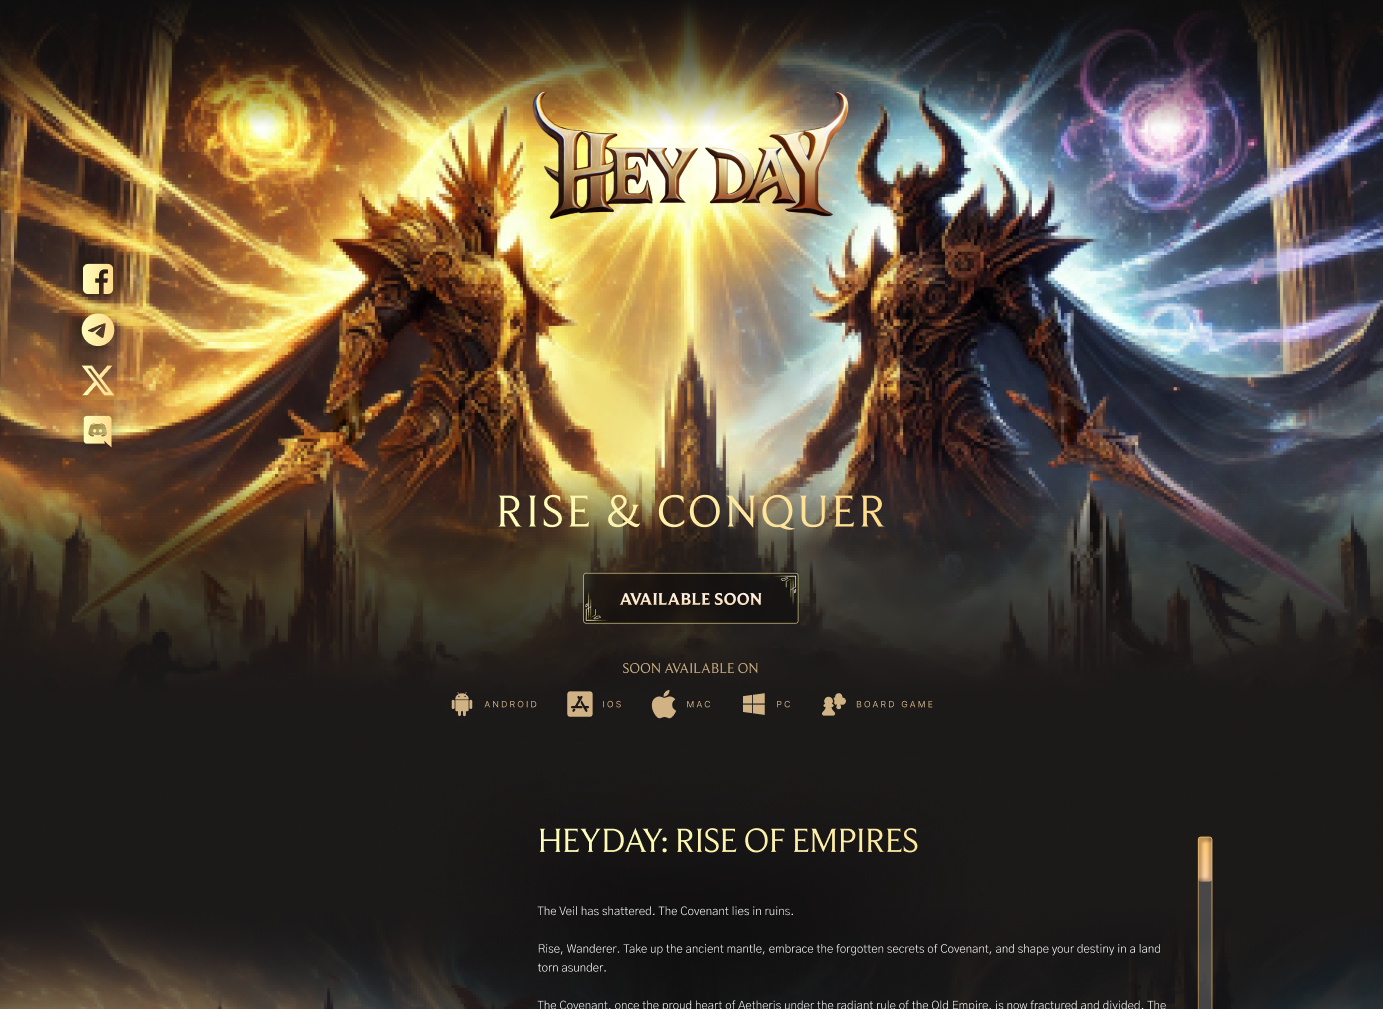 HEY DAY
RISE & CONQUER
AVAILABLE SOON
SOON AVAILABLE ON
ANDROID
IOS
MAC
PC
BOARD GAME
HEYDAY: RISE OF EMPIRES
The Veil has shattered. The Covenant lies in ruins.
Rise, Wanderer. Take up the ancient mantle, embrace the forgotten secrets of Covenant, and shape your destiny in a land
torn asunder.
The Covenant, once the proud heart of Aetheris under the radiant rule of the Old Empire, is now fractured and divided. The